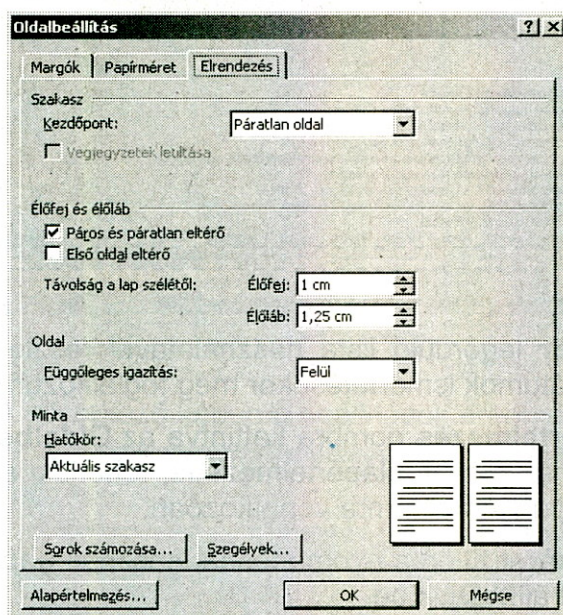 Oldalbeállítás
Margók Papírméret Elrendezés
Szakasz
Kezdőpont: Páratlan oldal
Végjegyzetek letiltása
Élőfej és élőláb
Páros és páratlan eltérő
Első oldal eltérő
Távolság a lap szélétől: Élőfej: 1 cm
Élőláb: 1,25 cm
Oldal
Függőleges igazítás: Felül
Minta
Hatókör:
Aktuális szakasz
Sorok számozása... Szegélyek...
Alapértelmezés... OK Mégse